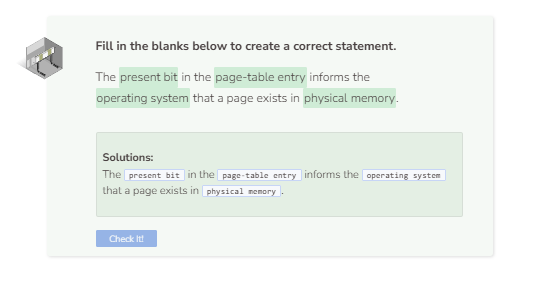 Fill in the blanks below to create a correct statement.
The present bit in the page-table entry informs the
operating system that a page exists in physical memory.
Solutions:
The present bit in the page-table entry informs the operating system
that a page exists in physical memory.
Check It!